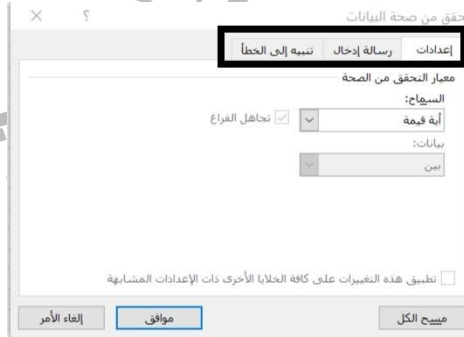 حقق من صحة البيانات
إعدادات رسالة إدخال تنبيه إلى الخطأ
معيار التحقق من الصحة
السماح:
أية قيمة تجاهل الفراغ
بيانات:
بين
تطبيق هذه التغييرات على كافة الخلايا الأخرى ذات الإعدادات المشابهة
مسح الكل موافق إلغاء الأمر